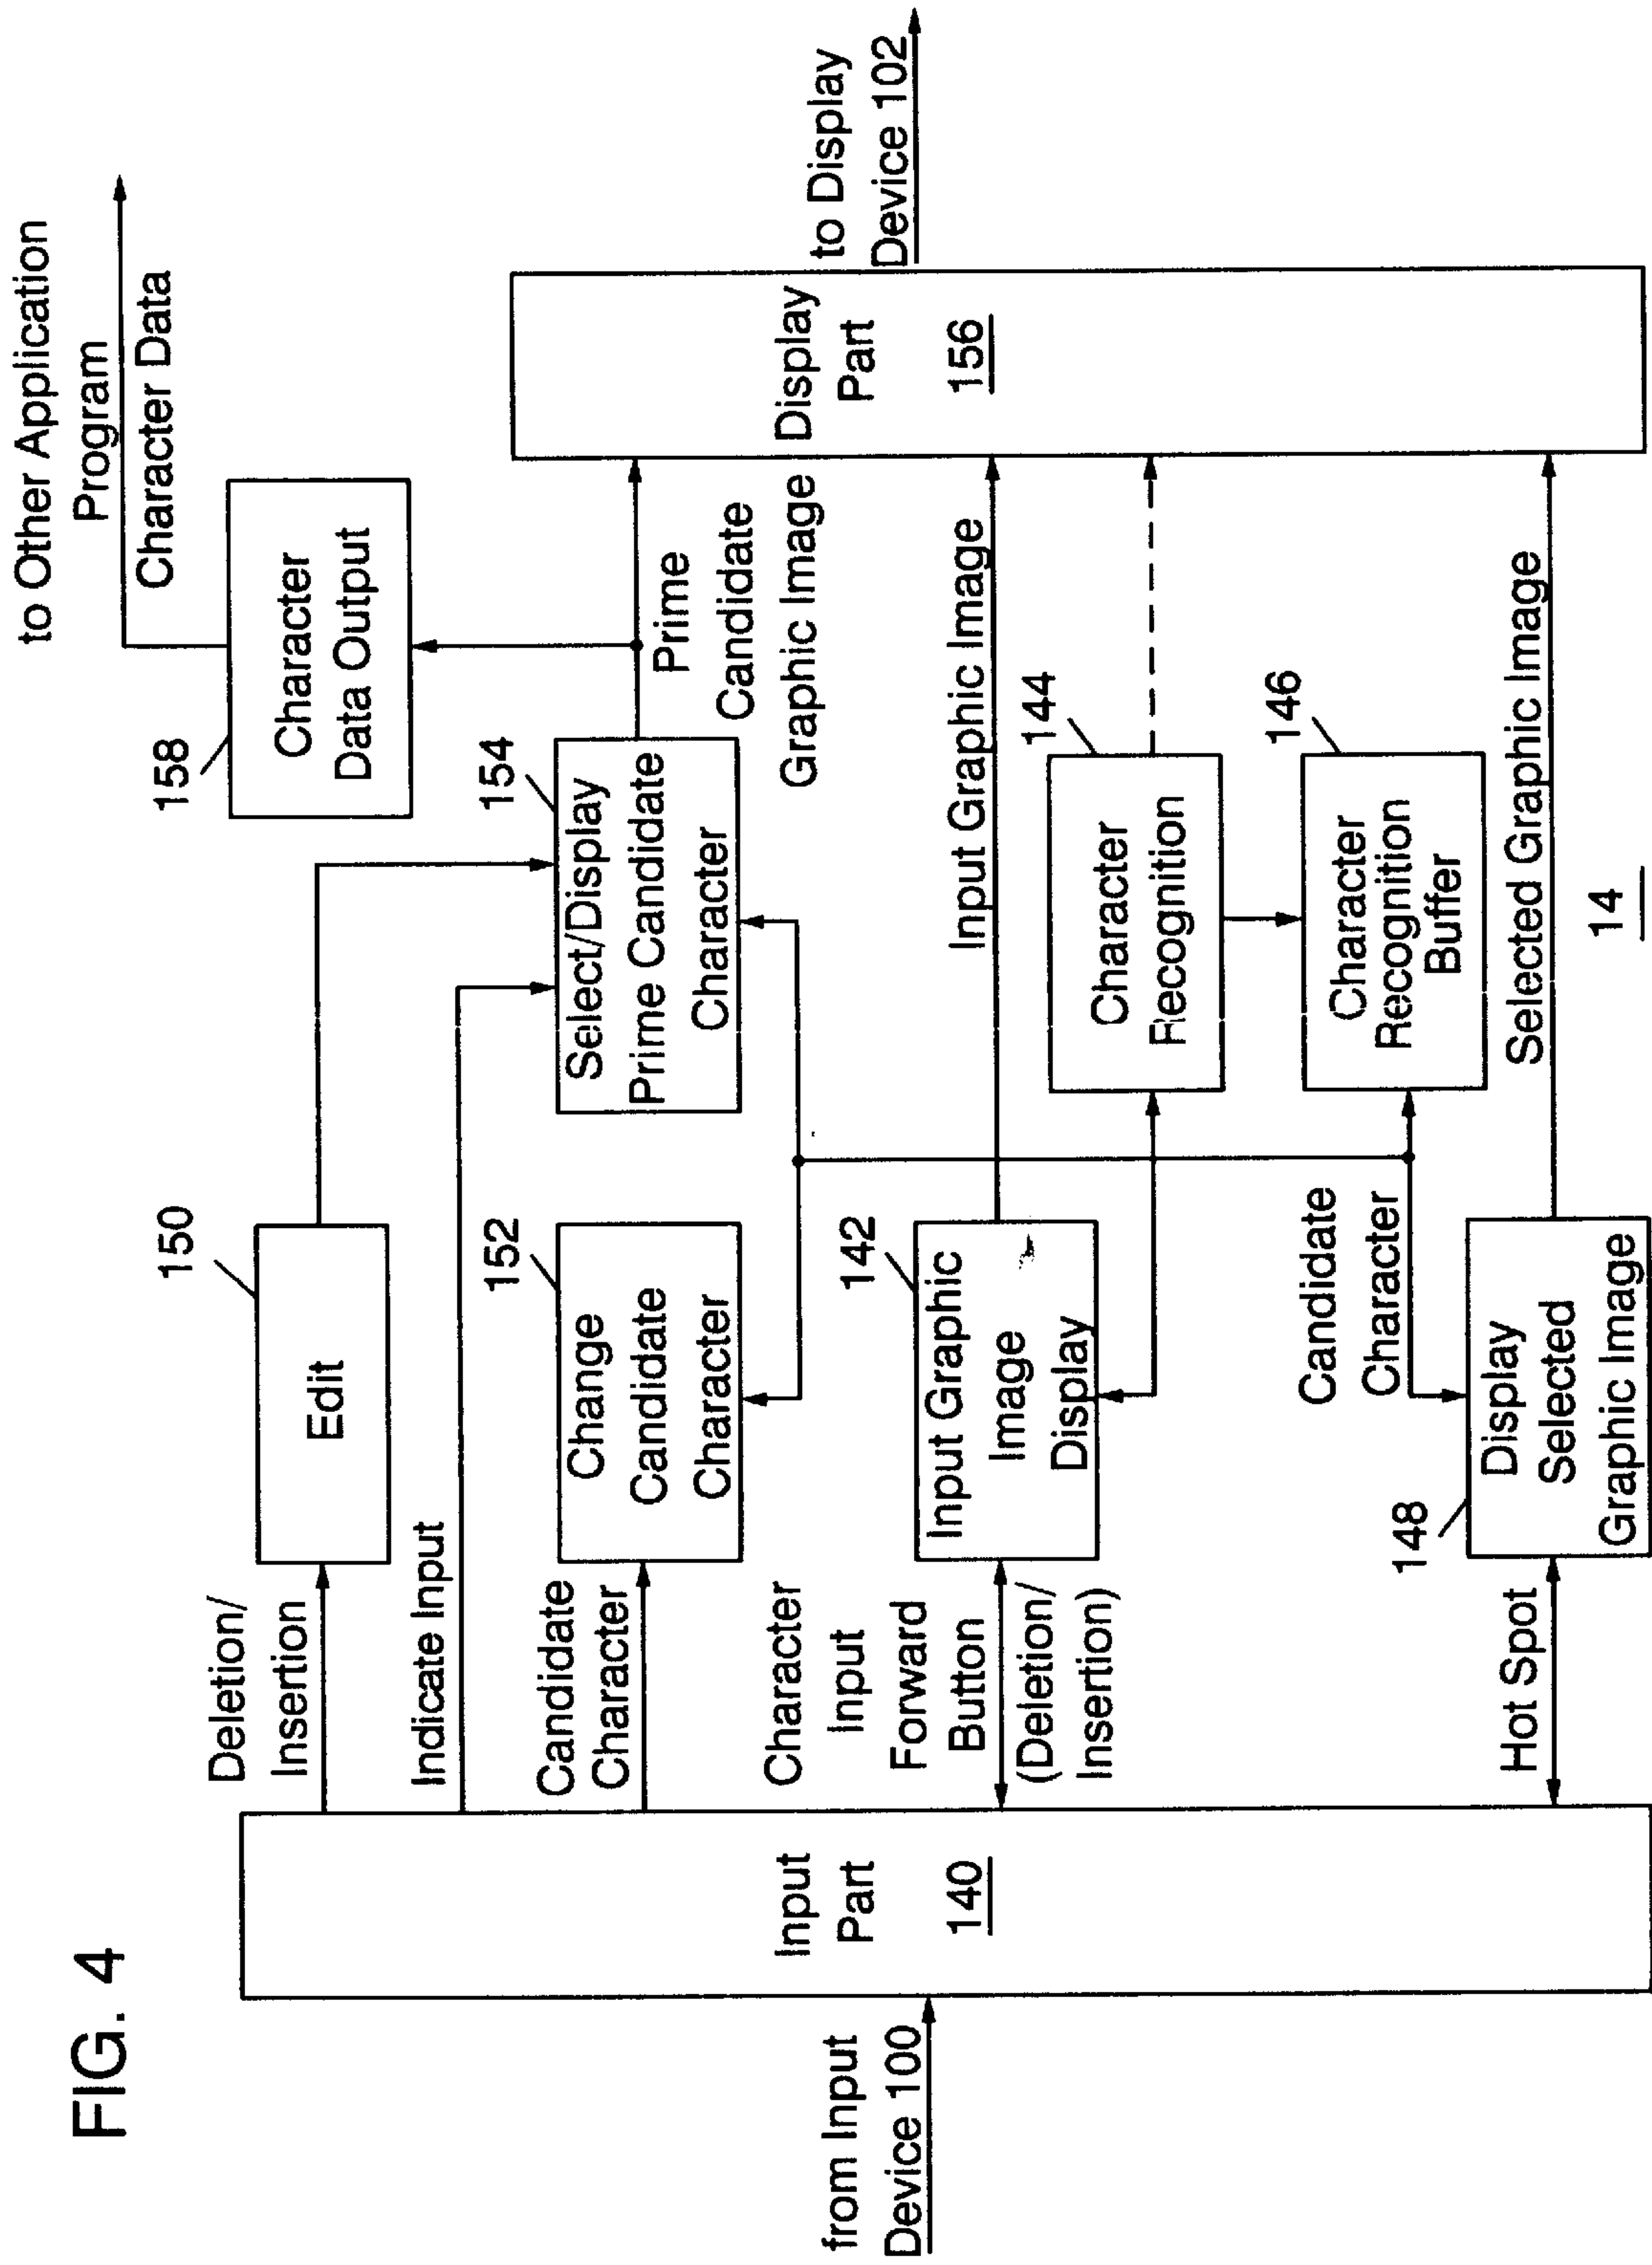 FIG. 4
from Input
Device 100
Input
Part
140
Deletion/
Insertion
Indicate Input
Candidate
Character
Character
Input
Forward
Button
(Deletion/
Insertion)
Hot Spot
150
Edit
152
Change
Candidate
Character
142
Input Graphic
Image
Display
Candidate
Character
148
Display
Selected
Graphic Image
154
Select/Display
Prime Candidate
Character
158
Character
Data Output
to Other Application
Program
Character Data
Prime
Candidate
Graphic Image
Input Graphic Image
144
Character
Recognition
146
Character
Recognition
Buffer
Selected Graphic Image
Display
Part
156
to Display
Device 102
14